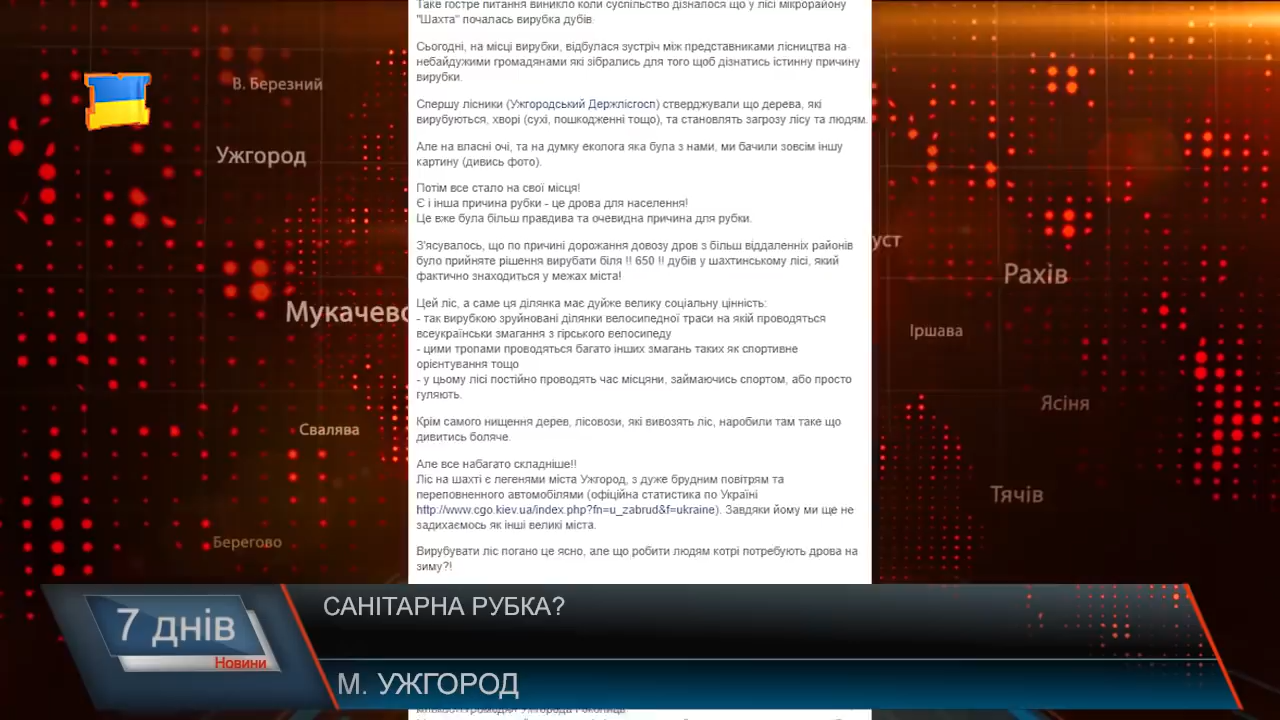 Таке гостре питання виникло коли суспільство дізналося що у лісі мікрорайону
"Шахта" почалась вирубка дубів
Сьогодні, на місці вирубки, відбулася зустріч між представниками лісництва на
небайдужими громадянами які зібрались для того щоб дізнатись істинну причину
вирубки.
Спершу лісники (Ужгородський Держлісгосп) стверджували що дерева, які
вирубуються, хворі (сухі, пошкодженні тощо), та становлять загрозу лісу та людям.
Але на власні очі, та на думку еколога яка була з нами, ми бачили зовсім іншу
картину (дивись фото).
Потім все стало на свої місця!
Є і інша причина рубки - це дрова для населення!
Це вже була більш правдива та очевидна причина для рубки.
З'ясувалось, що по причині дорожання довозу дров з більш віддаленніх районів
було прийняте рішення вирубати біля !! 650 !! дубів у шахтинському лісі, який
фактично знаходиться у межах міста!
Цей ліс, а саме ця ділянка має дуйже велику соціальну цінність:
- так вирубкою зруйновані ділянки велосипедної траси на якій проводяться
всеукраїнськи змагання з гірського велосипеду
- цими тропами проводяться багато інших змагань таких як спортивне
орієнтування тощо
- у цьому лісі постійно проводять час місцяни, займаючись спортом, або просто
гуляють.
Крім самого нищення дерев, лісовози, які вивозять ліс, наробили там таке що
дивитись боляче.
Але все набагато складніше!!
Ліс на шахті є легенями міста Ужгород, з дуже брудним повітрям та
переповненного автомобілями (офіційна статистика по Україні
http://www.cgo.kiev.ua/index.php?fn=u_zabrud&f=ukraine). Завдяки йому ми ще не
задихаємось як інші великі міста.
Вирубувати ліс погано це ясно, але що робити людям котрі потребують дрова на
зиму?!
В. Березний
Ужгород
Мукачево
Свалява
Берегово
уст
Рахів
Іршава
Ясіня
Тячів
7 днів
Новини
САНІТАРНА РУБКА?
М. УЖГОРОД